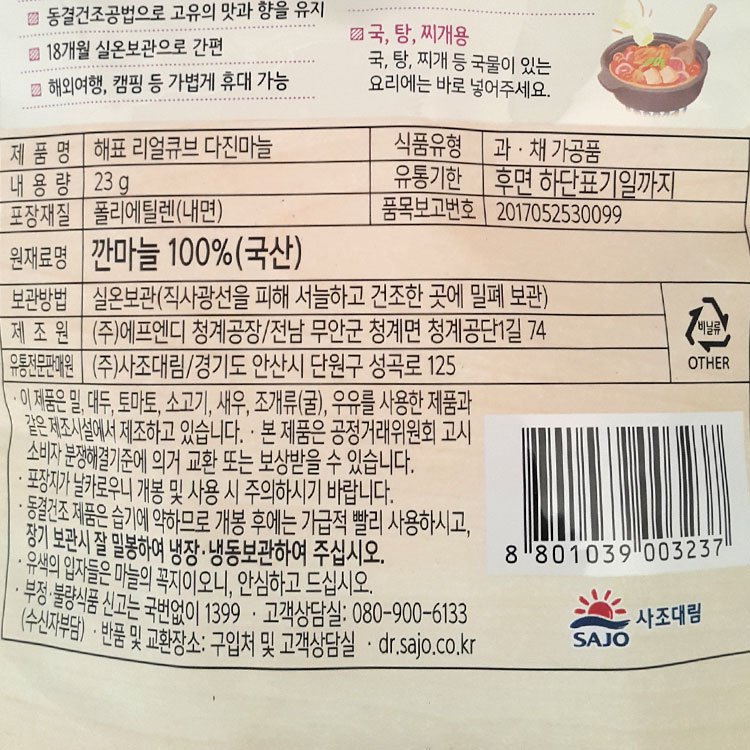 동결건조공법으로 고유의 맛과 향을 유지
18개월 실온보관으로 간편
해외여행, 캠핑 등 가볍게 휴대 가능
국, 탕, 찌개용
국, 탕, 찌개 등 국물이 있는
요리에는 바로 넣어주세요.
제품명 해표 리얼큐브 다진마늘 식품유형 과·채 가공품
내용량 23 g 유통기한 후면 하단표기일까지
포장재질 폴리에틸렌(내면) 품목보고번호 2017052530099
원재료명 깐마늘 100%(국산)
보관방법 실온보관(직사광선을 피해 서늘하고 건조한 곳에 밀폐 보관)
제조원 (주)에프엔디 청계공장/전남 무안군 청계면 청계공단1길 74
유통전문판매원 (주)사조대림/경기도 안산시 단원구 성곡로 125
비닐류
OTHER
·이 제품은 밀, 대두, 토마토, 소고기, 새우, 조개류(굴), 우유를 사용한 제품과
같은 제조시설에서 제조하고 있습니다. · 본 제품은 공정거래위원회 고시
소비자 분쟁해결기준에 의거 교환 또는 보상받을 수 있습니다.
· 포장지가 날카로우니 개봉 및 사용 시 주의하시기 바랍니다.
· 동결건조 제품은 습기에 약하므로 개봉 후에는 가급적 빨리 사용하시고,
장기 보관시 잘 밀봉하여 냉장·냉동보관하여 주십시오.
· 유색의 입자들은 마늘의 꼭지이오니, 안심하고 드십시오.
· 부정·불량식품 신고는 국번없이 1399 · 고객상담실: 080-900-6133
(수신자부담) · 반품 및 교환장소: 구입처 및 고객상담실 · dr.sajo.co.kr
8 801039 003237
SAJO 사조대림